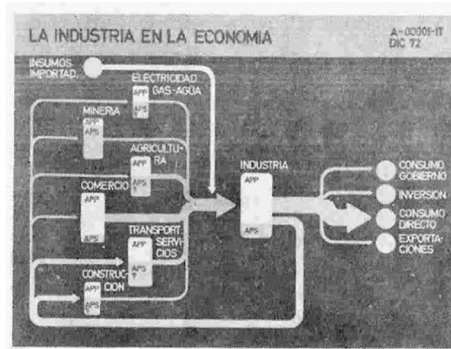 LA INDUSTRIA EN LA ECONOMIA
A-00001-IT
DIC 72
INSUMOS
IMPORTAD.
ELECTRICIDAD
GAS-AGUA
APP
APS
MINERIA
APP
APS
AGRICULTU-
RA
APP
APS
?
COMERCIO
APP
APS
TRANSPORT.
SERVI-
CIOS
APP
APS
?
CONSTRUC-
CION
APP
APS
INDUSTRIA
APP
APS
CONSUMO
GOBIERNO
INVERSION
CONSUMO
DIRECTO
EXPORTA-
CIONES